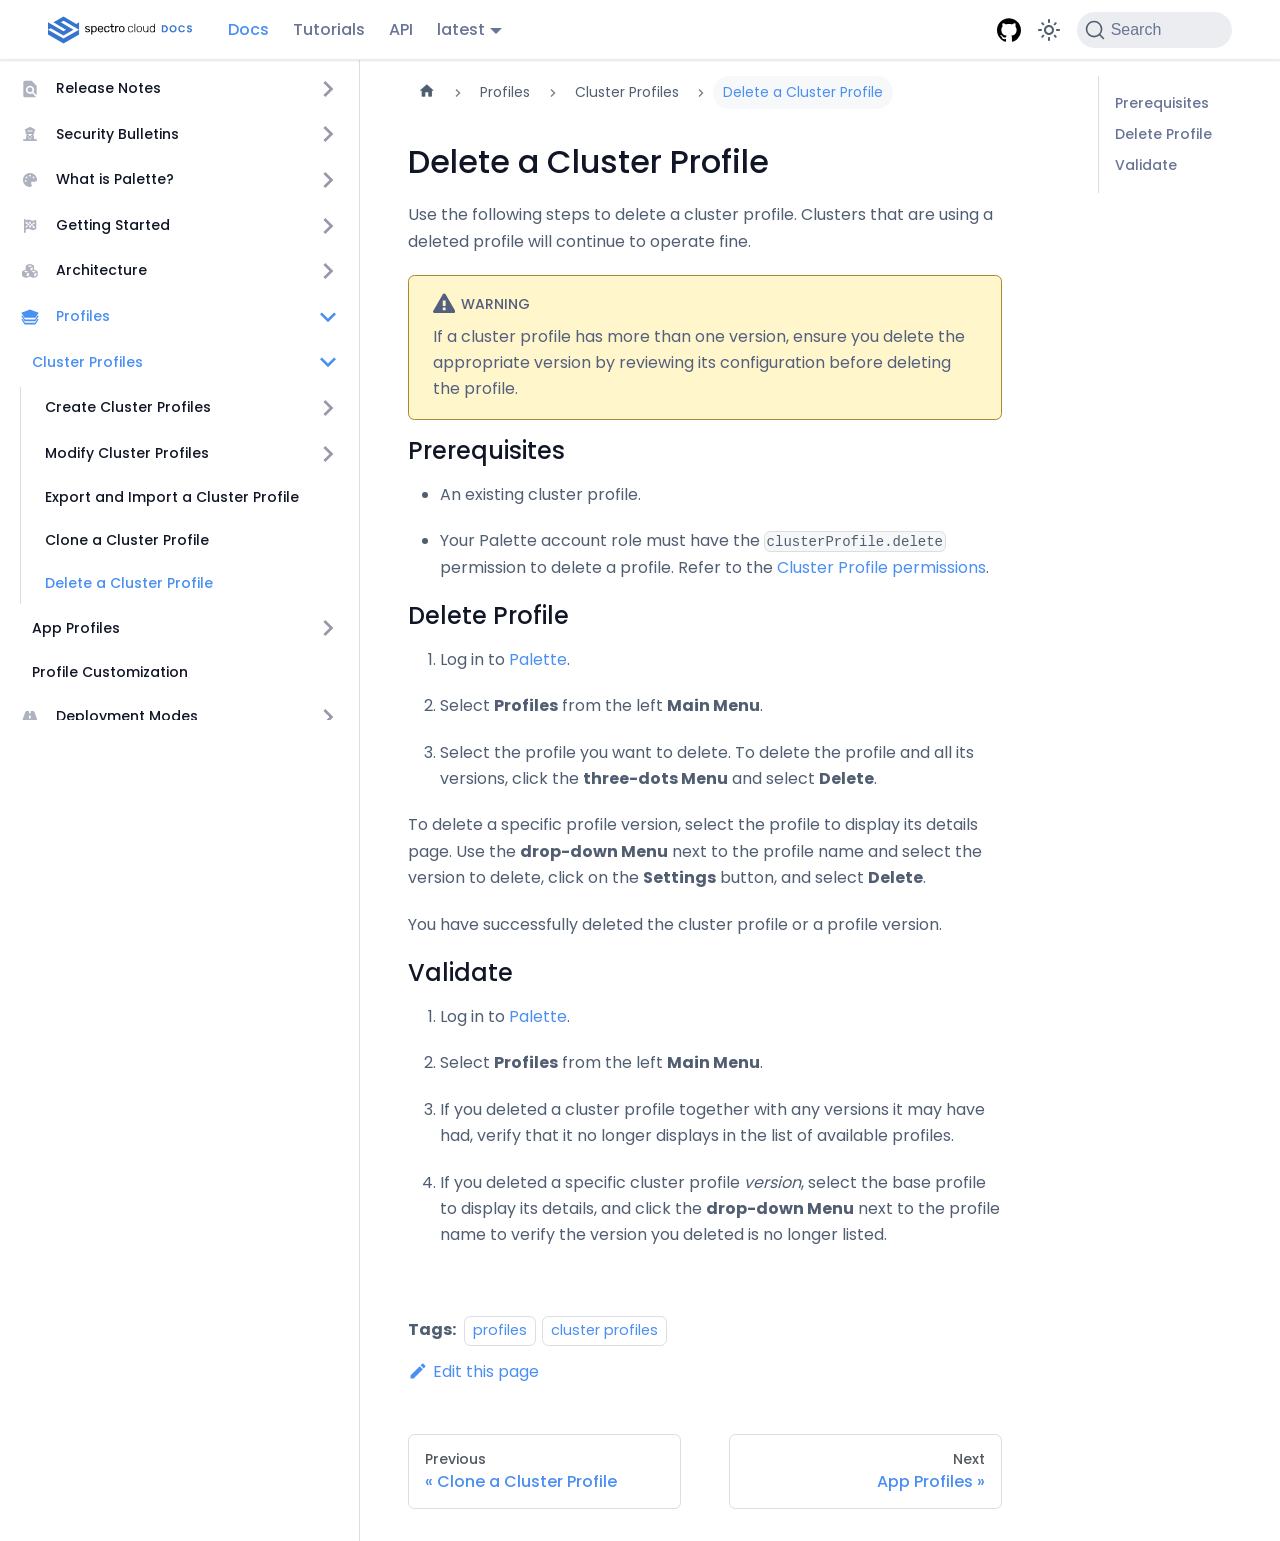 spectro cloud DOCS
Docs
Tutorials
API
latest
Search
Release Notes
Security Bulletins
What is Palette?
Getting Started
Architecture
Profiles
Cluster Profiles
Create Cluster Profiles
Modify Cluster Profiles
Export and Import a Cluster Profile
Clone a Cluster Profile
Delete a Cluster Profile
App Profiles
Profile Customization
Deployment Modes
Profiles
Cluster Profiles
Delete a Cluster Profile
Delete a Cluster Profile
Use the following steps to delete a cluster profile. Clusters that are using a
deleted profile will continue to operate fine.
WARNING
If a cluster profile has more than one version, ensure you delete the
appropriate version by reviewing its configuration before deleting
the profile.
Prerequisites
An existing cluster profile.
Your Palette account role must have the clusterProfile.delete
permission to delete a profile. Refer to the Cluster Profile permissions.
Delete Profile
1. Log in to Palette.
2. Select Profiles from the left Main Menu.
3. Select the profile you want to delete. To delete the profile and all its
versions, click the three-dots Menu and select Delete.
To delete a specific profile version, select the profile to display its details
page. Use the drop-down Menu next to the profile name and select the
version to delete, click on the Settings button, and select Delete.
You have successfully deleted the cluster profile or a profile version.
Validate
1. Log in to Palette.
2. Select Profiles from the left Main Menu.
3. If you deleted a cluster profile together with any versions it may have
had, verify that it no longer displays in the list of available profiles.
4. If you deleted a specific cluster profile version, select the base profile
to display its details, and click the drop-down Menu next to the profile
name to verify the version you deleted is no longer listed.
Tags: profiles cluster profiles
Edit this page
Previous
« Clone a Cluster Profile
Next
App Profiles »
Prerequisites
Delete Profile
Validate